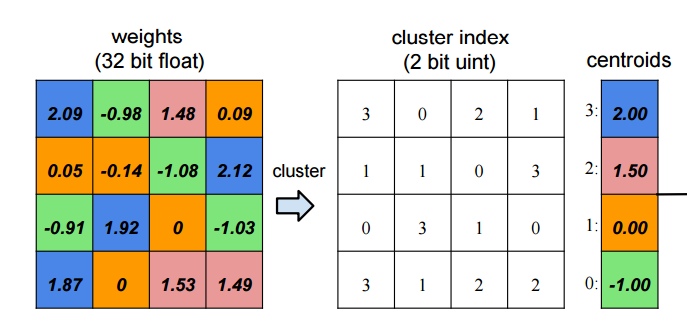 weights
(32 bit float)
cluster index
(2 bit uint)
centroids
2.09 -0.98 1.48 0.09
3 0 2 1
3: 2.00
0.05 -0.14 -1.08 2.12
cluster
1 1 0 3
2: 1.50
-0.91 1.92 0 -1.03
0 3 1 0
1: 0.00
1.87 0 1.53 1.49
3 1 2 2
0: -1.00